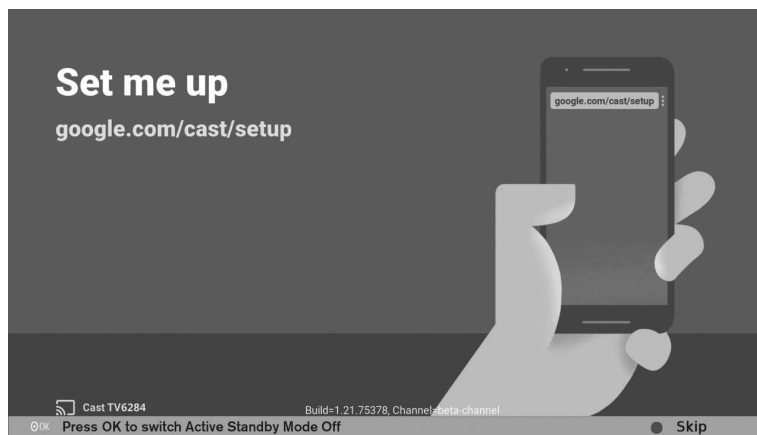 Set me up
google.com/cast/setup
google.com/cast/setup
Cast TV6284
Build=1.21.75378, Channel=beta-channel
OK Press OK to switch Active Standby Mode Off
Skip